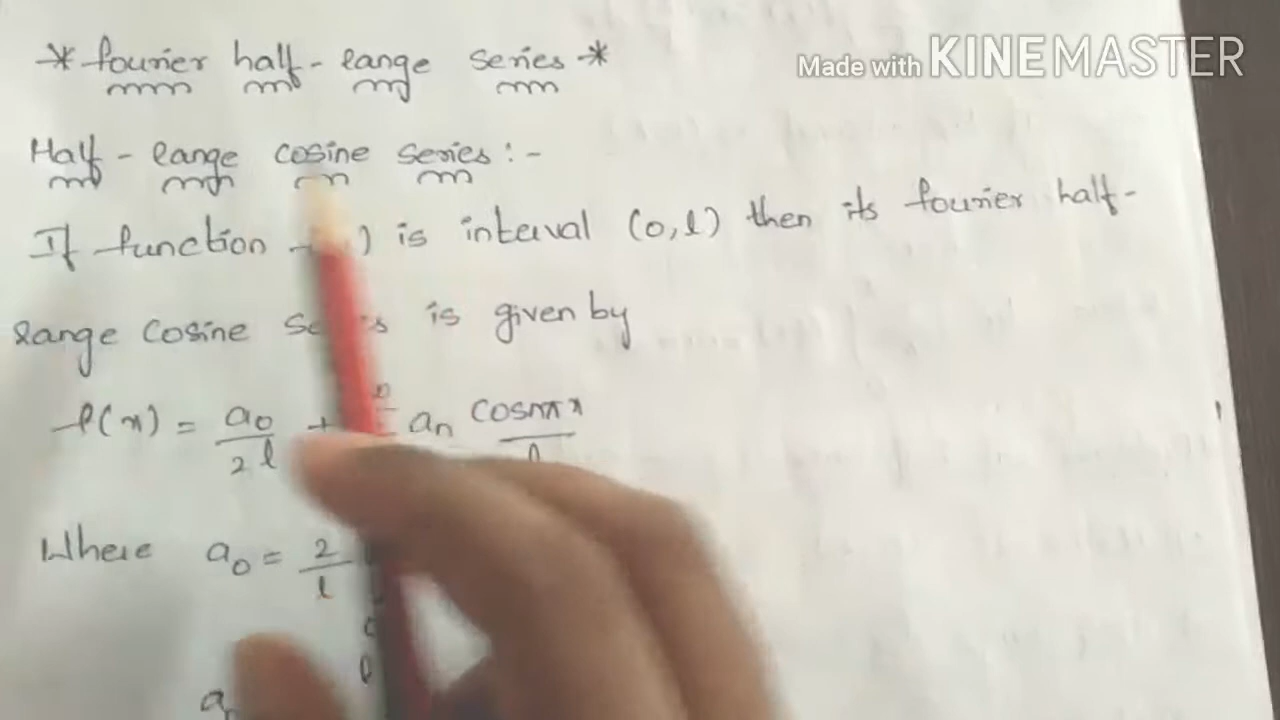 Made with KINEMASTER
* fourier half - range series *
Half - range cosine series : -
If function ) is interval (0, l) then its fourier half -
range cosine is given by
f(x) = a0/2l + an cosnπx/l
Where a0 = 2/l